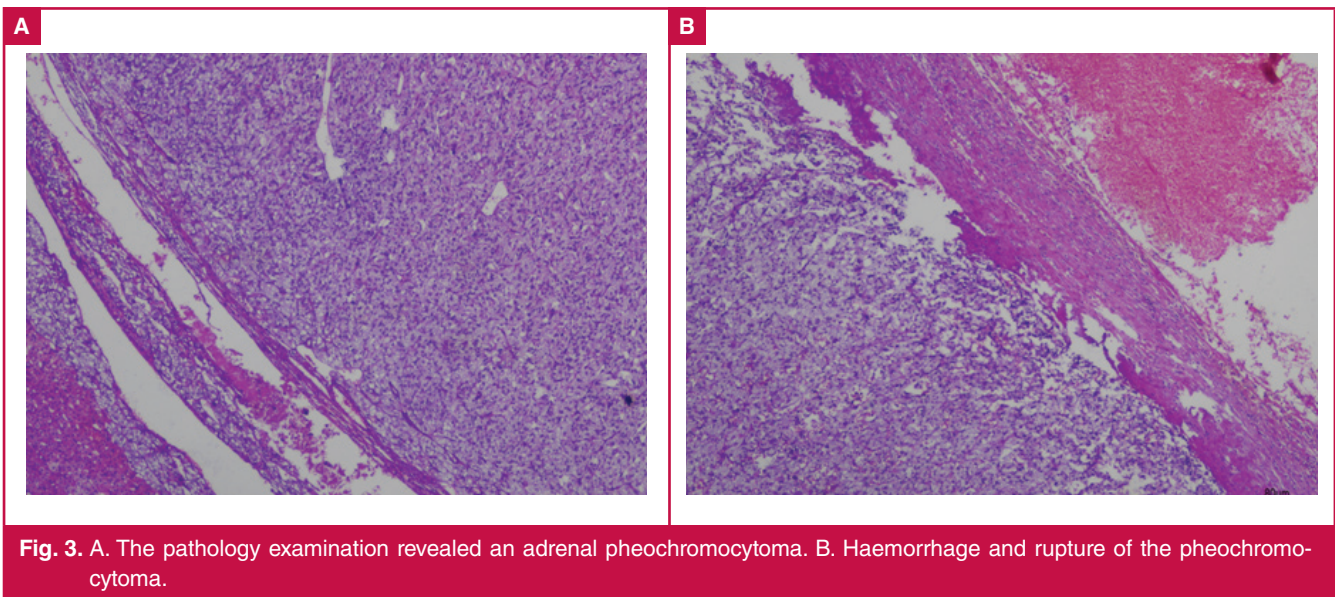 A
B
Fig. 3. A. The pathology examination revealed an adrenal pheochromocytoma. B. Haemorrhage and rupture of the pheochromo-
cytoma.